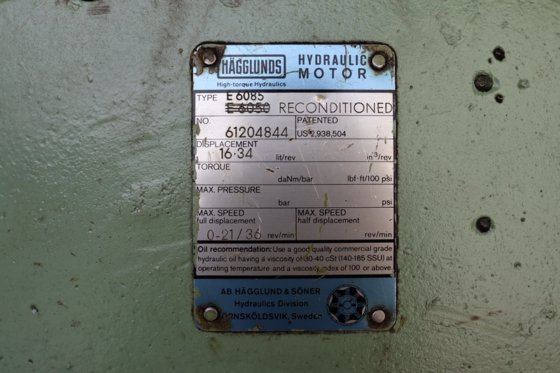 HÄGGLUNDS
High-torque Hydraulics
HYDRAULIC
MOTOR
TYPE E 6085
E 6050 RECONDITIONED
NO. 61204844
PATENTED
US 2,938,504
DISPLACEMENT
16·34 lit/rev in³/rev
TORQUE
daNm/bar lbf·ft/100 psi
MAX. PRESSURE
bar psi
MAX. SPEED
full displacement
0-21/36 rev/min
MAX. SPEED
half displacement
rev/min
Oil recommendation: Use a good quality commercial grade
hydraulic oil having a viscosity of 30-40 cSt (140-185 SSU) at
operating temperature and a viscosity index of 100 or above.
AB HÄGGLUND & SÖNER
Hydraulics Division
ÖRNSKÖLDSVIK, Sweden